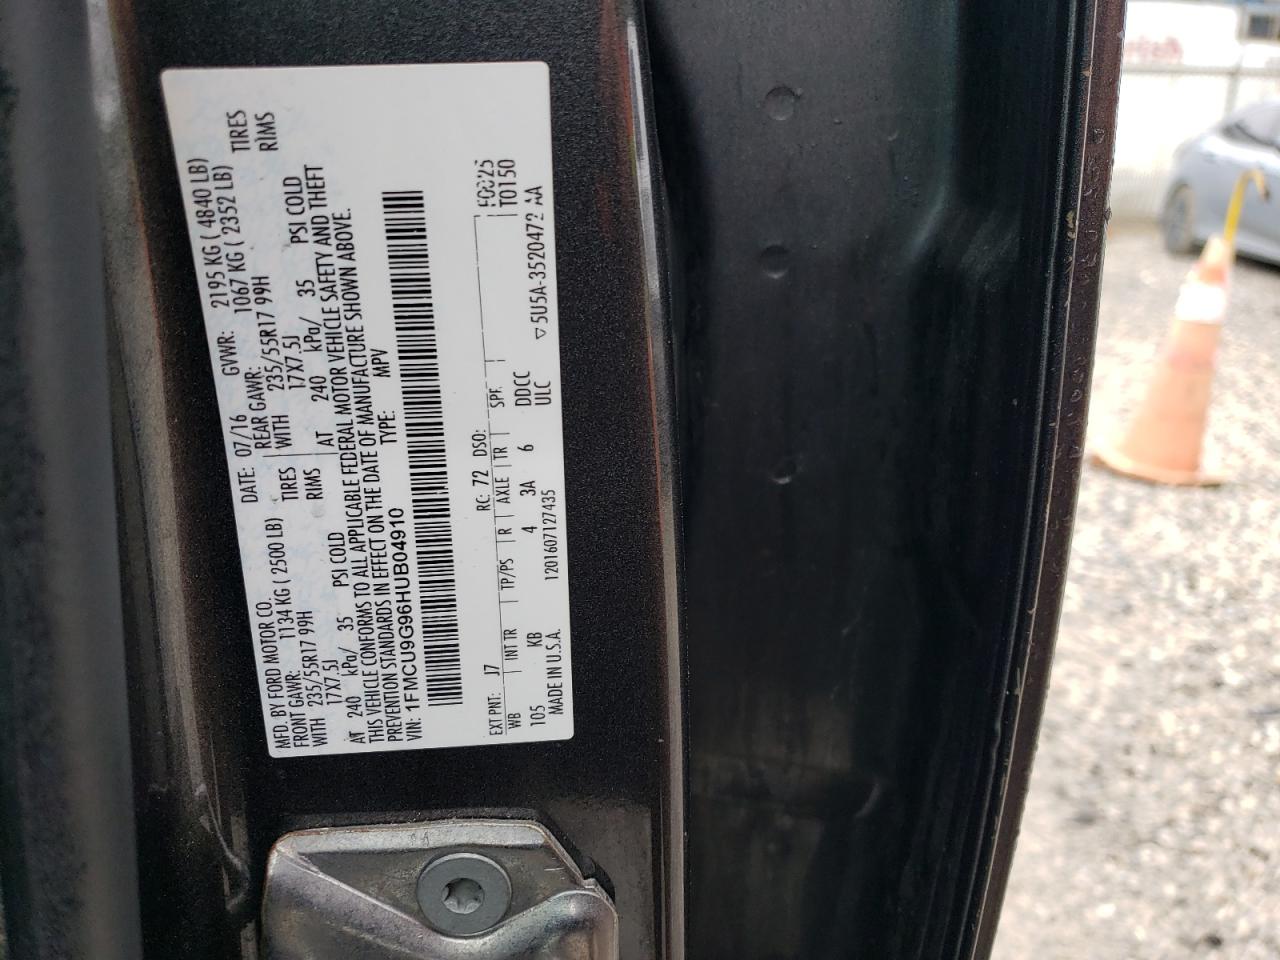 MFD. BY FORD MOTOR CO.
DATE: 07/16 GVWR: 2195 KG ( 4840 LB)
FRONT GAWR: 1134 KG ( 2500 LB) REAR GAWR: 1067 KG ( 2352 LB)
WITH 235/55R17 99H TIRES WITH 235/55R17 99H TIRES
17X7.5J RIMS 17X7.5J RIMS
AT 240 kPa/ 35 PSI COLD AT 240 kPa/ 35 PSI COLD
THIS VEHICLE CONFORMS TO ALL APPLICABLE FEDERAL MOTOR VEHICLE SAFETY AND THEFT
PREVENTION STANDARDS IN EFFECT ON THE DATE OF MANUFACTURE SHOWN ABOVE.
VIN: 1FMCU9G96HUB04910 TYPE: MPV
EXT PNT: J7 RC: 72 DSO:
WB INT TR TP/PS R AXLE TR SPF T0150
105 KB 4 3A 6 DDCC
MADE IN U.S.A. 1201607127435 ULC ▽ 5U5A-3520472 AA